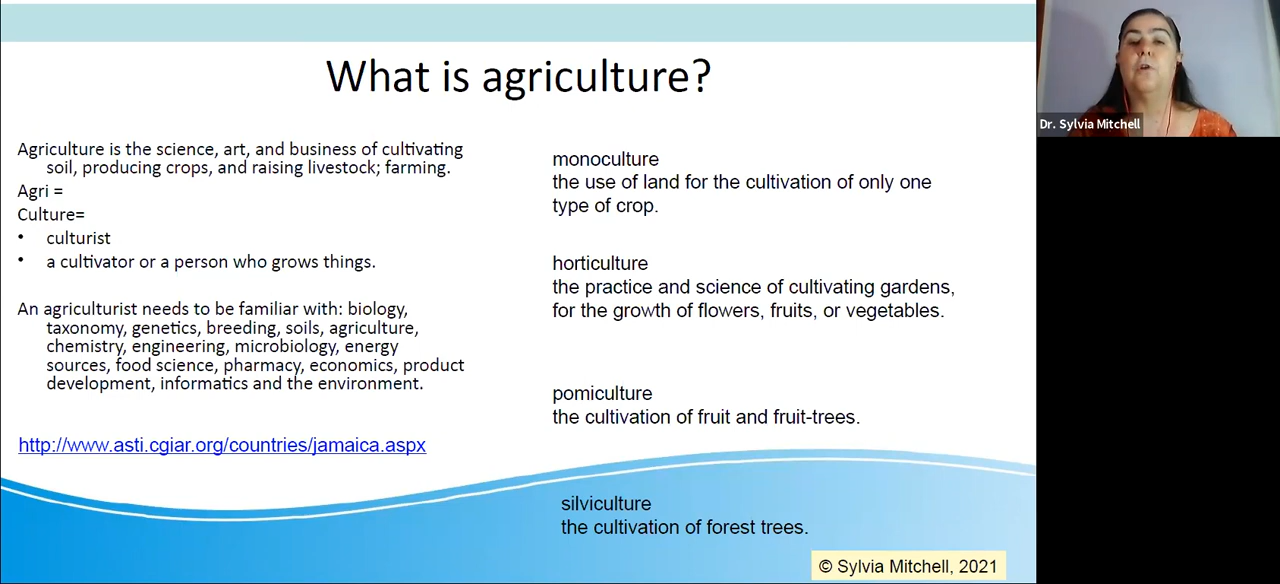 What is agriculture?
Agriculture is the science, art, and business of cultivating
soil, producing crops, and raising livestock; farming.
Agri =
Culture=
• culturist
• a cultivator or a person who grows things.
An agriculturist needs to be familiar with: biology,
taxonomy, genetics, breeding, soils, agriculture,
chemistry, engineering, microbiology, energy
sources, food science, pharmacy, economics, product
development, informatics and the environment.
http://www.asti.cgiar.org/countries/jamaica.aspx
monoculture
the use of land for the cultivation of only one
type of crop.
horticulture
the practice and science of cultivating gardens,
for the growth of flowers, fruits, or vegetables.
pomiculture
the cultivation of fruit and fruit-trees.
silviculture
the cultivation of forest trees.
© Sylvia Mitchell, 2021
Dr. Sylvia Mitchell